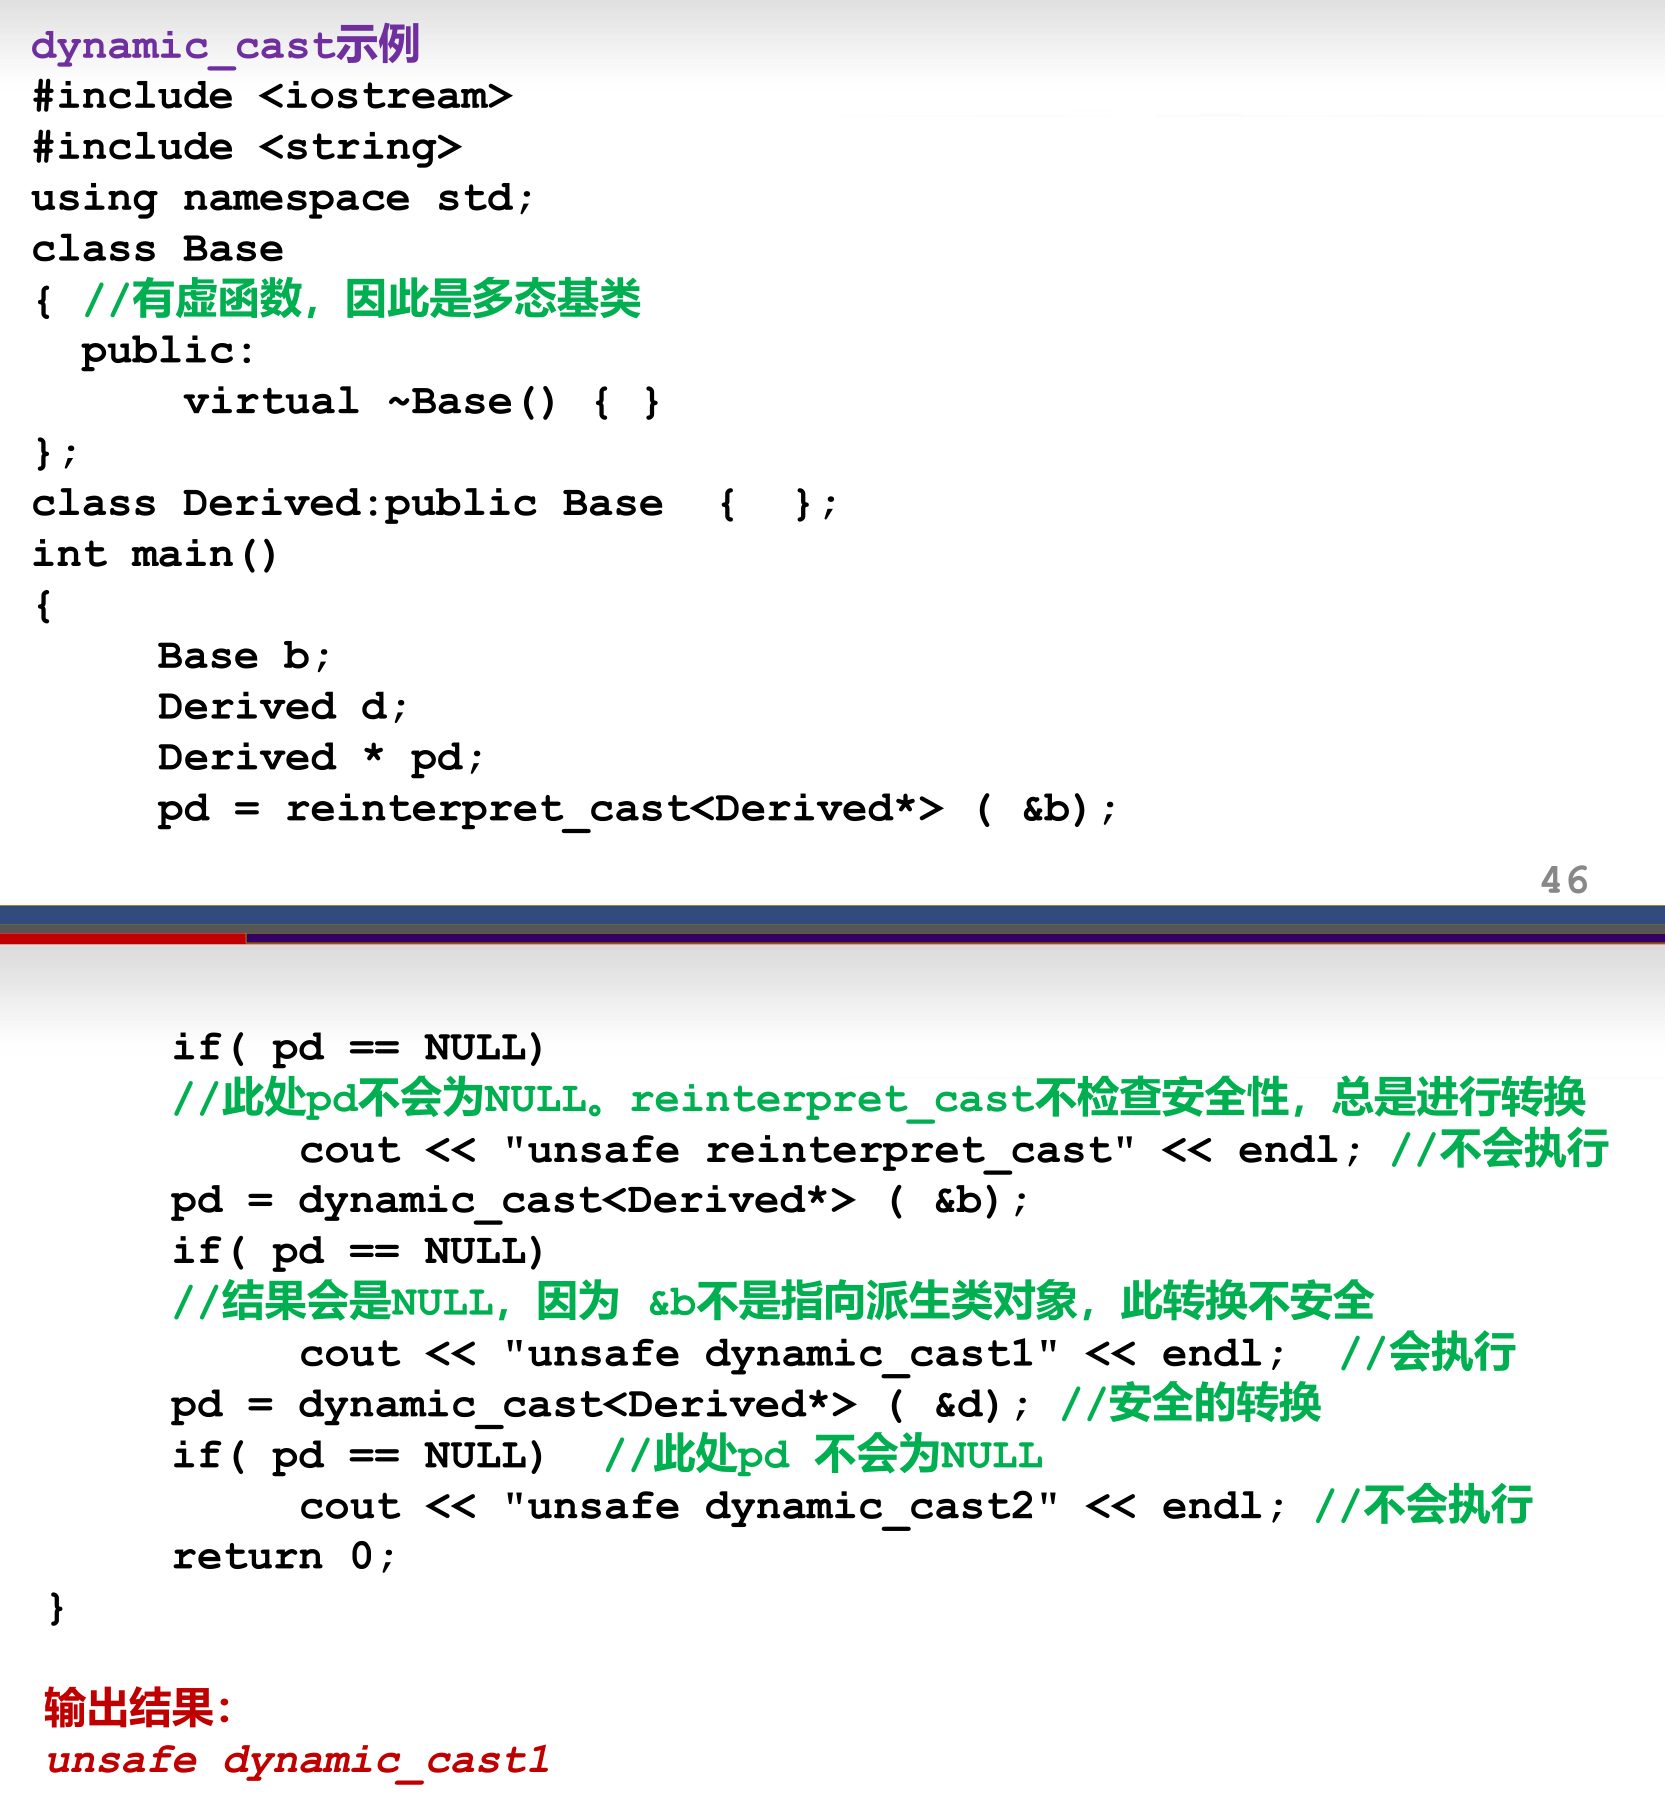 dynamic_cast示例
#include <iostream>
#include <string>
using namespace std;
class Base
{ //有虚函数，因此是多态基类
public:
virtual ~Base() { }
};
class Derived:public Base { };
int main()
{
Base b;
Derived d;
Derived * pd;
pd = reinterpret_cast<Derived*> ( &b);
46
if( pd == NULL)
//此处pd不会为NULL。reinterpret_cast不检查安全性，总是进行转换
cout << "unsafe reinterpret_cast" << endl; //不会执行
pd = dynamic_cast<Derived*> ( &b);
if( pd == NULL)
//结果会是NULL，因为 &b不是指向派生类对象，此转换不安全
cout << "unsafe dynamic_cast1" << endl; //会执行
pd = dynamic_cast<Derived*> ( &d); //安全的转换
if( pd == NULL) //此处pd 不会为NULL
cout << "unsafe dynamic_cast2" << endl; //不会执行
return 0;
}
输出结果：
unsafe dynamic_cast1